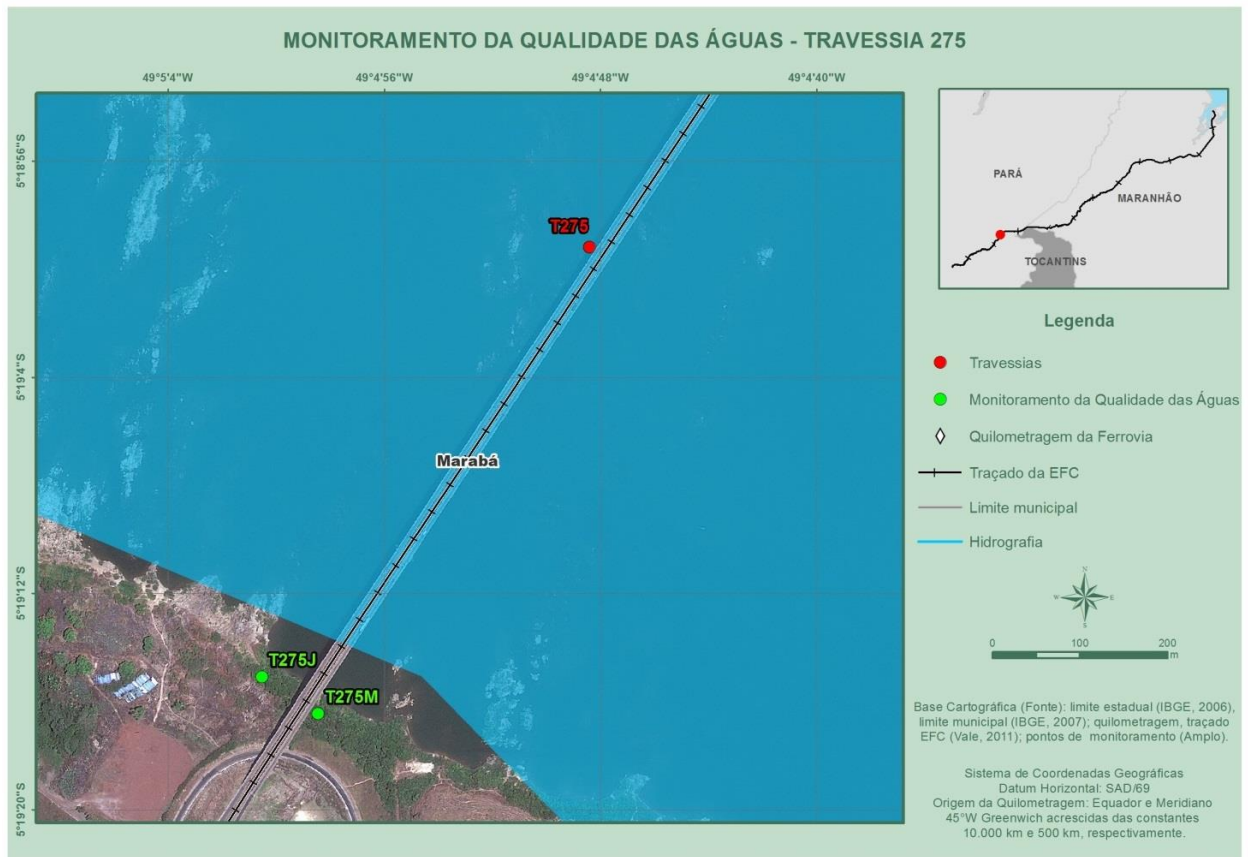 MONITORAMENTO DA QUALIDADE DAS ÁGUAS - TRAVESSIA 275
49°5'4"W
49°4'56"W
49°4'48"W
49°4'40"W
5°18'56"S
5°19'4"S
5°19'12"S
5°19'20"S
T275
Marabá
T275J
T275M
PARÁ
MARANHÃO
TOCANTINS
Legenda
Travessias
Monitoramento da Qualidade das Águas
Quilometragem da Ferrovia
Traçado da EFC
Limite municipal
Hidrografia
N
W E
S
0 100 200
m
Base Cartográfica (Fonte): limite estadual (IBGE, 2006),
limite municipal (IBGE, 2007); quilometragem, traçado
EFC (Vale, 2011); pontos de monitoramento (Amplo).
Sistema de Coordenadas Geográficas
Datum Horizontal: SAD/69
Origem da Quilometragem: Equador e Meridiano
45°W Greenwich acrescidas das constantes
10.000 km e 500 km, respectivamente.